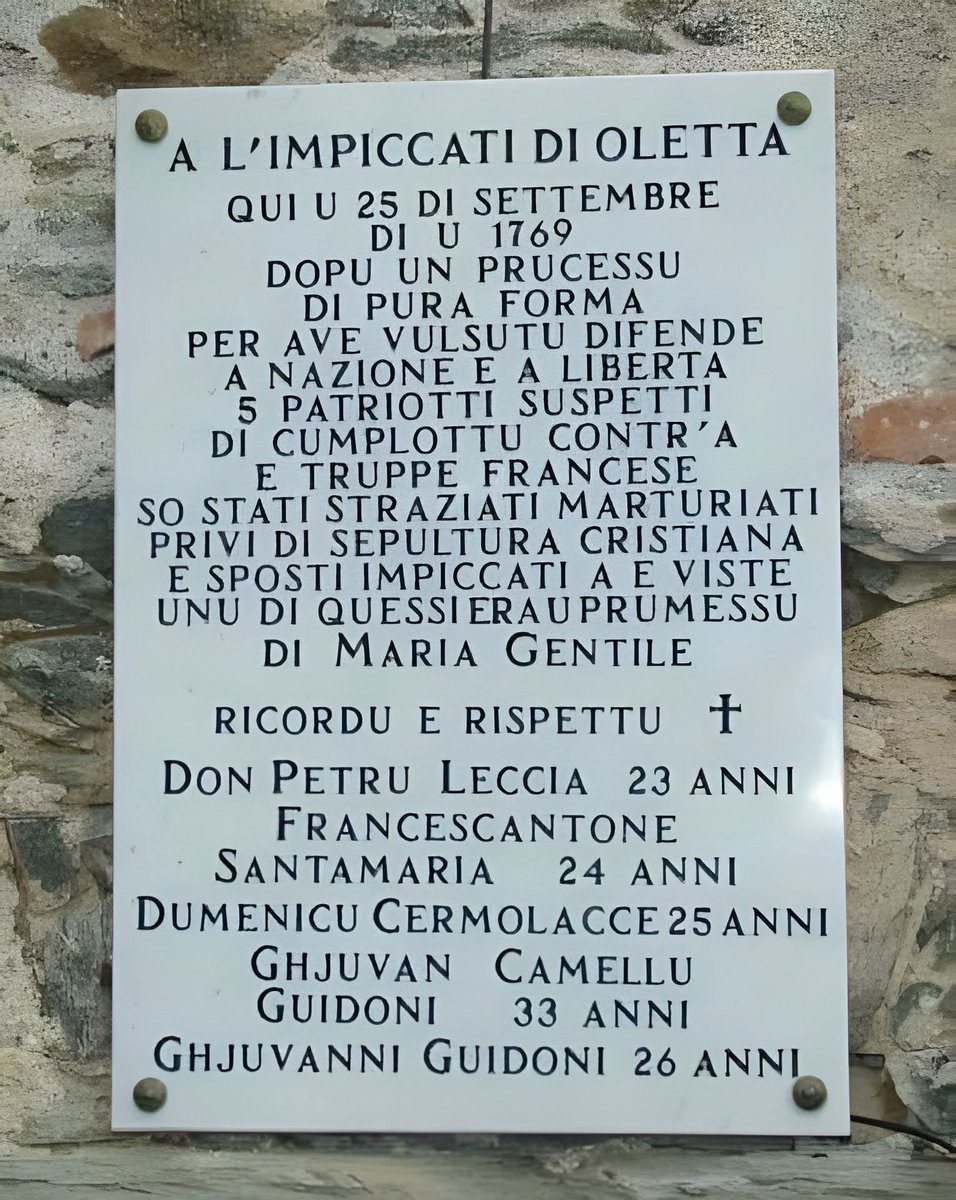 A L'IMPICCATI DI OLETTA
QUI U 25 DI SETTEMBRE
DI U 1769
DOPU UN PRUCESSU
DI PURA FORMA
PER AVE VULSUTU DIFENDE
A NAZIONE E A LIBERTA
5 PATRIOTTI SUSPETTI
DI CUMPLOTTU CONTR'A
E TRUPPE FRANCESE
SO STATI STRAZIATI MARTURIATI
PRIVI DI SEPULTURA CRISTIANA
E SPOSTI IMPICCATI A E VISTE
UNU DI QUESSI ERA U PRUMESSU
DI MARIA GENTILE
RICORDU E RISPETTU ✝
DON PETRU LECCIA 23 ANNI
FRANCESCANTONE
SANTAMARIA 24 ANNI
DUMENICU CERMOLACCE 25 ANNI
GHJUVAN CAMELLU
GUIDONI 33 ANNI
GHJUVANNI GUIDONI 26 ANNI